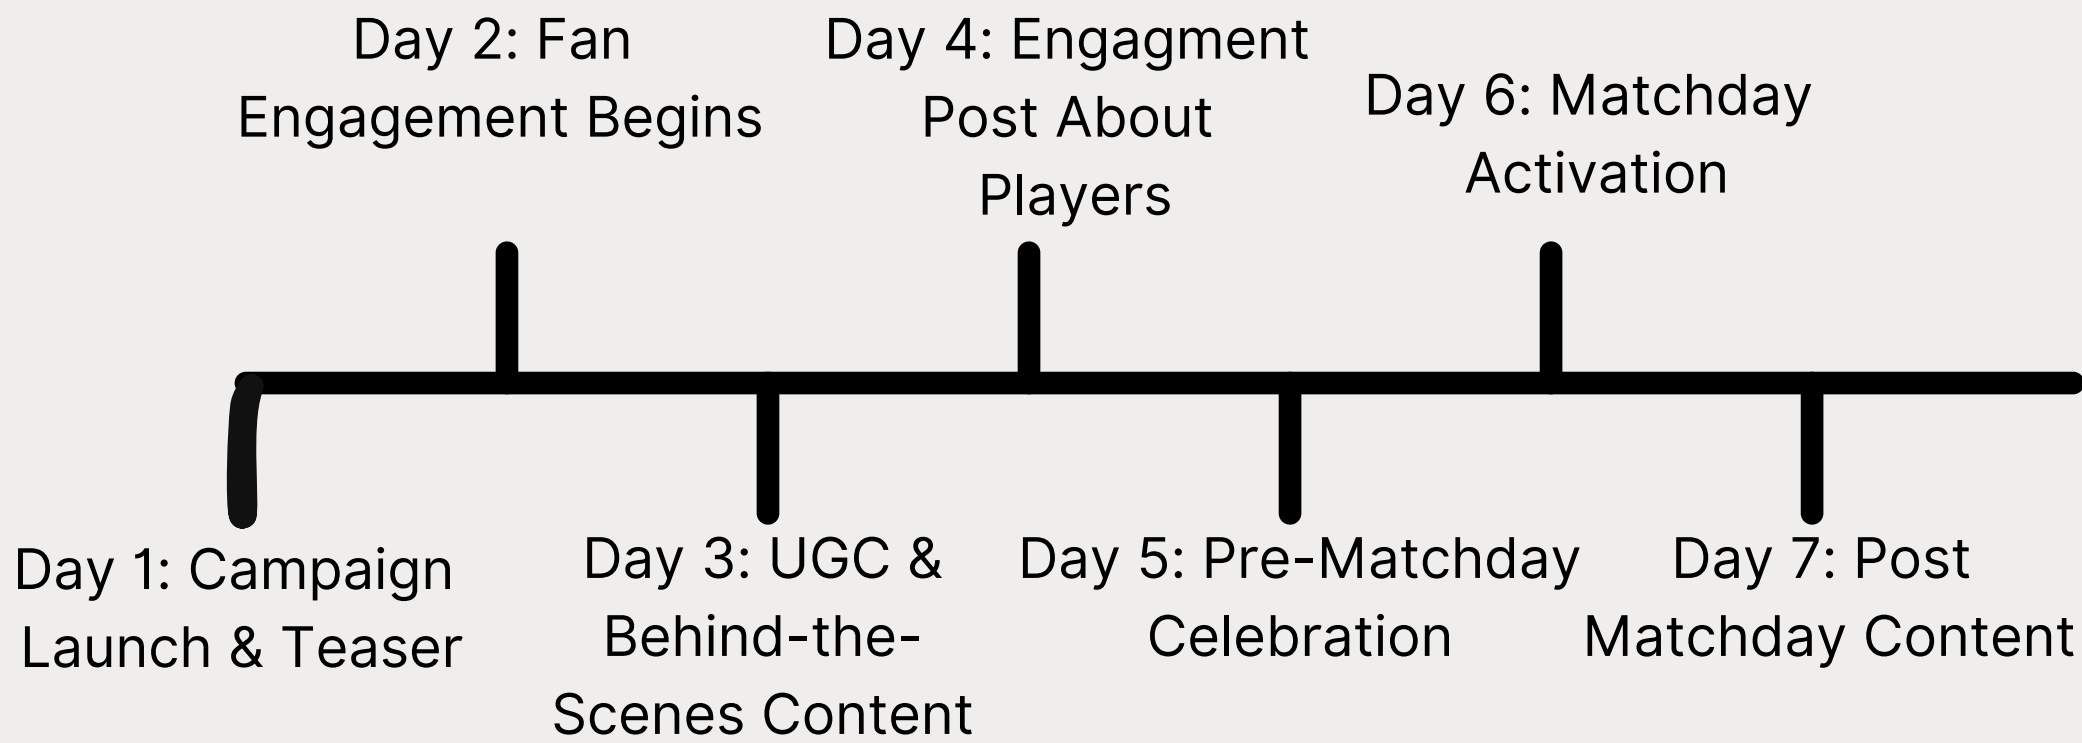 Day 1: Campaign
Launch & Teaser
Day 2: Fan
Engagement Begins
Day 3: UGC &
Behind-the-
Scenes Content
Day 4: Engagment
Post About
Players
Day 5: Pre-Matchday
Celebration
Day 6: Matchday
Activation
Day 7: Post
Matchday Content